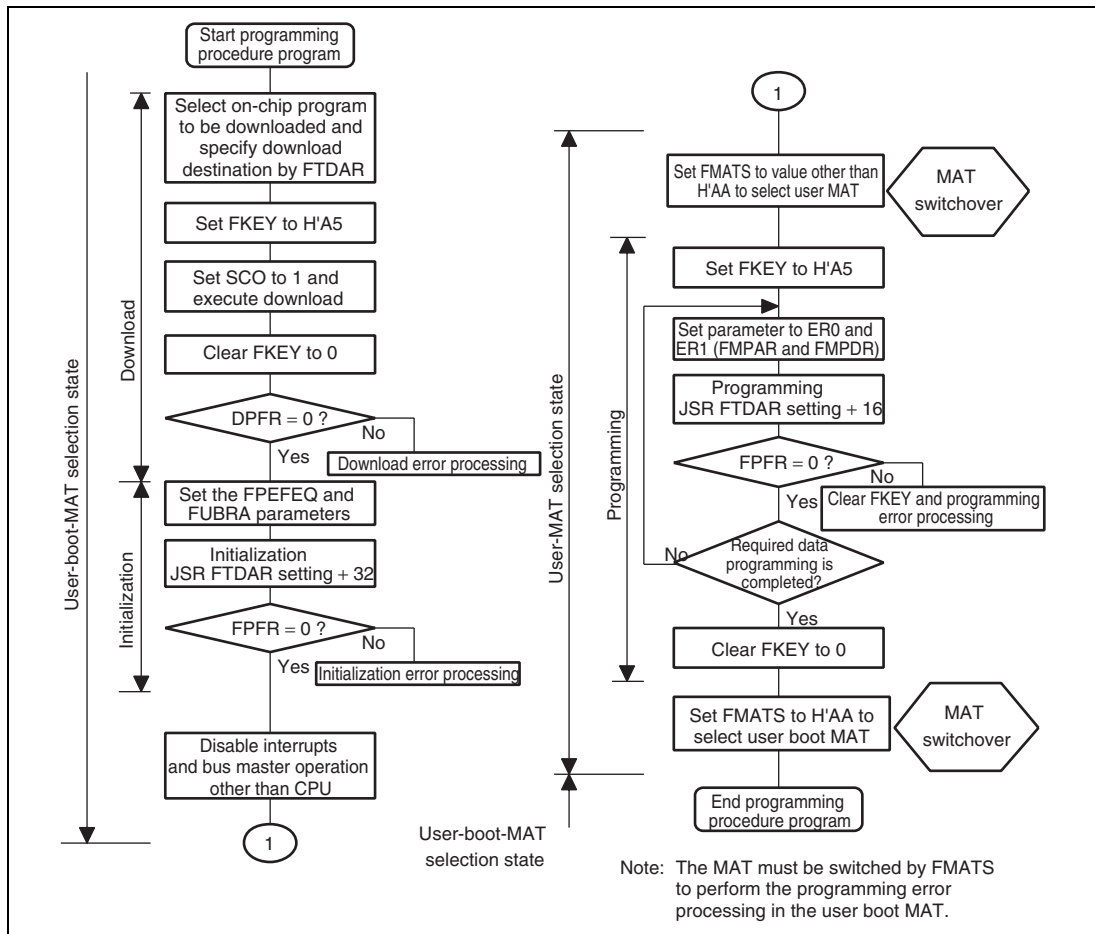 Start programming
procedure program
Select on-chip program
to be downloaded and
specify download
destination by FTDAR
Set FKEY to H'A5
Set SCO to 1 and
execute download
Clear FKEY to 0
DPFR = 0 ?
No
Yes
Download error processing
Set the FPEFEQ and
FUBRA parameters
Initialization
JSR FTDAR setting + 32
FPFR = 0 ?
No
Yes
Initialization error processing
Disable interrupts
and bus master operation
other than CPU
1
Download
Initialization
User-boot-MAT selection state
1
Set FMATS to value other than
H'AA to select user MAT
MAT
switchover
Set FKEY to H'A5
Set parameter to ER0 and
ER1 (FMPAR and FMPDR)
Programming
JSR FTDAR setting + 16
FPFR = 0 ?
No
Yes
Clear FKEY and programming
error processing
Required data
programming is
completed?
No
Yes
Clear FKEY to 0
Set FMATS to H'AA to
select user boot MAT
MAT
switchover
End programming
procedure program
Programming
User-MAT selection state
User-boot-MAT
selection state
Note: The MAT must be switched by FMATS
to perform the programming error
processing in the user boot MAT.